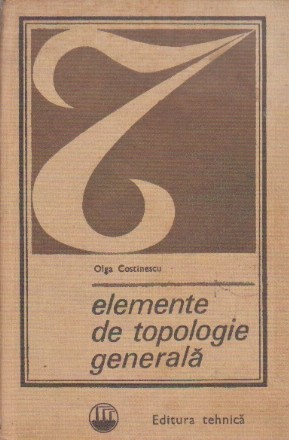 Olga Costinescu
elemente
de topologie
generală
Editura tehnică